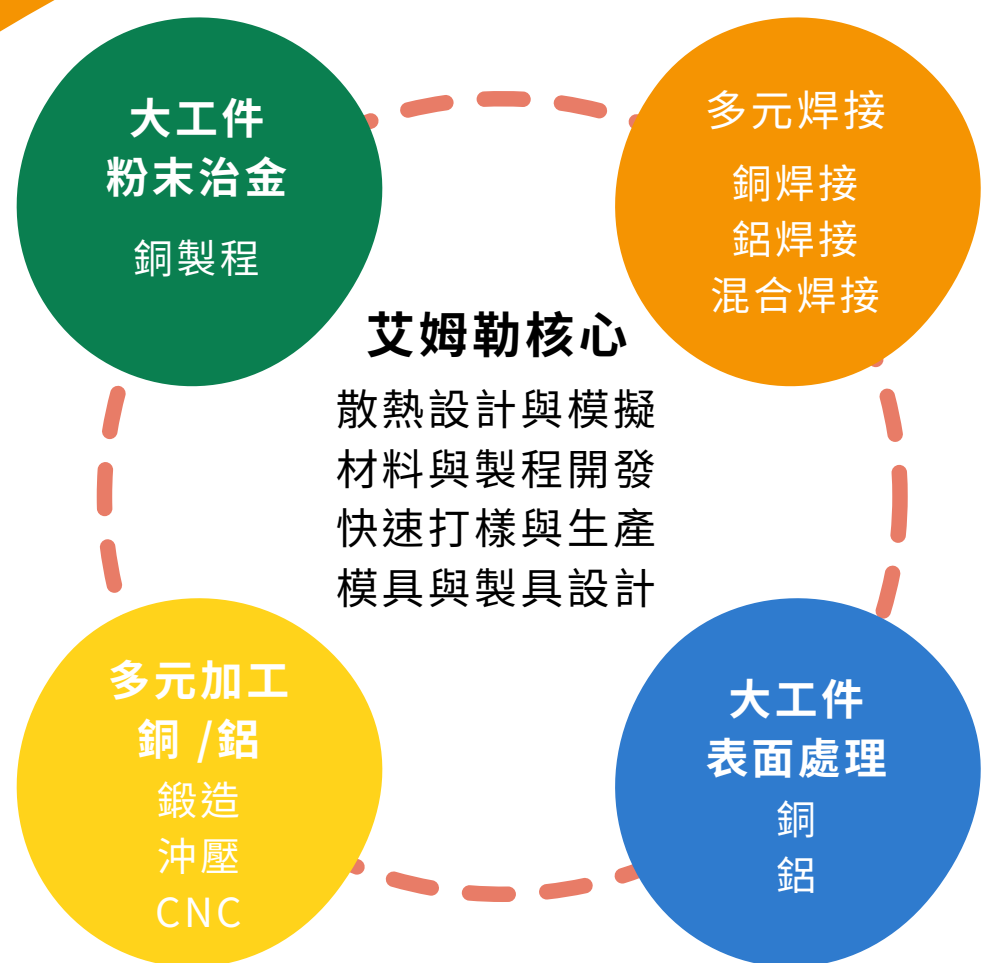 大工件
粉末治金
銅製程
多元焊接
銅焊接
鋁焊接
混合焊接
艾姆勒核心
散熱設計與模擬
材料與製程開發
快速打樣與生產
模具與製具設計
多元加工
銅 /鋁
鍛造
沖壓
CNC
大工件
表面處理
銅
鋁